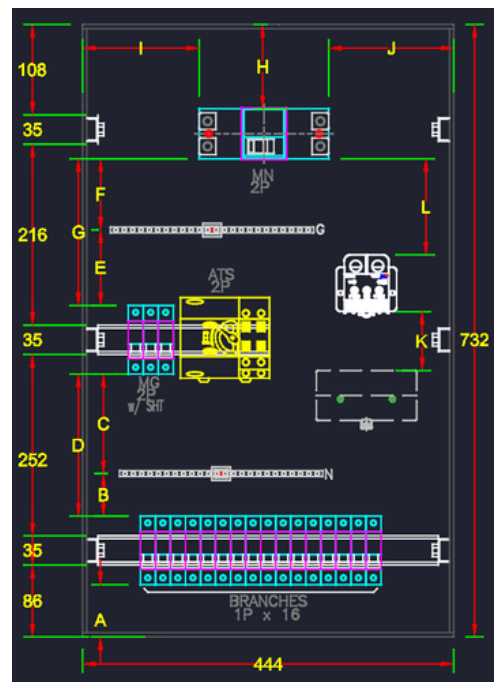 I
H
J
108
35
MN
2P
F
L
G
G
216
E
ATS
2P
35
K
732
MG
2P
w/ SHT
C
D
252
N
B
35
BRANCHES
1P x 16
86
A
444